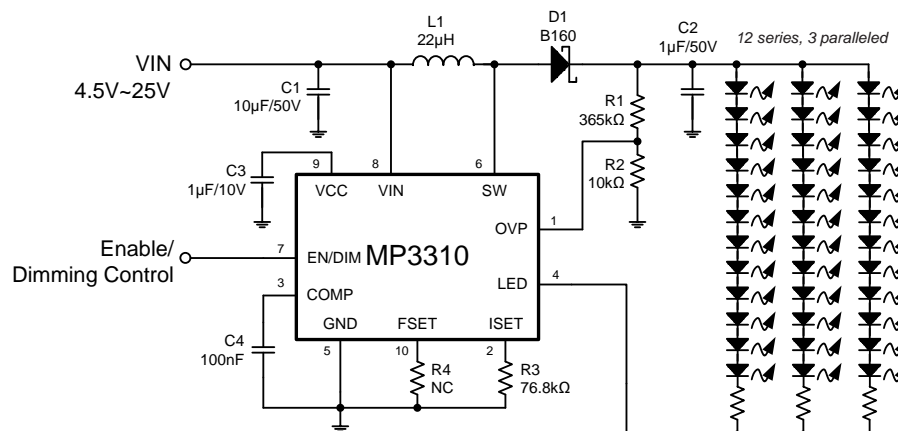 L1
22µH
D1
B160
C2
1µF/50V
12 series, 3 paralleled
VIN
4.5V~25V
C1
10µF/50V
R1
365kΩ
R2
10kΩ
C3
1µF/10V
9
8
6
VCC
VIN
SW
1
OVP
Enable/
Dimming Control
7
EN/DIM
MP3310
4
LED
3
COMP
GND
FSET
ISET
5
10
2
C4
100nF
R4
NC
R3
76.8kΩ